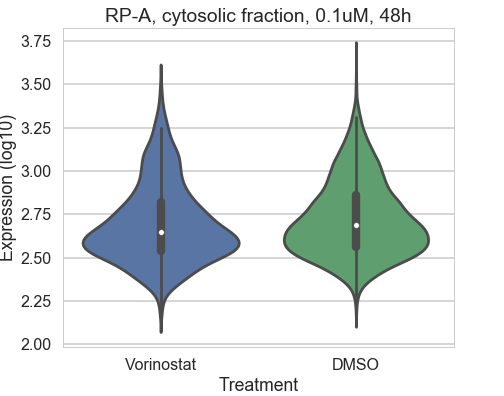 RP-A, cytosolic fraction, 0.1uM, 48h
Expression (log10)
3.75
3.50
3.25
3.00
2.75
2.50
2.25
2.00
Vorinostat DMSO
Treatment